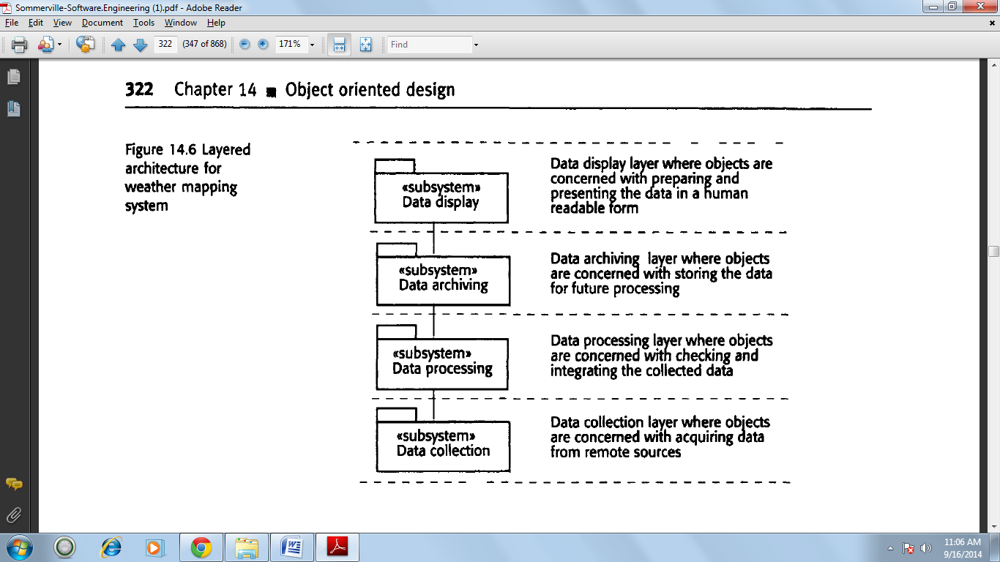 Sommerville-Software.Engineering (1).pdf - Adobe Reader
File Edit View Document Tools Window Help
322 (347 of 868) 171% Find
322 Chapter 14 ■ Object oriented design
Figure 14.6 Layered
architecture for
weather mapping
system
«subsystem»
Data display
Data display layer where objects are
concerned with preparing and
presenting the data in a human
readable form
«subsystem»
Data archiving
Data archiving layer where objects
are concerned with storing the data
for future processing
«subsystem»
Data processing
Data processing layer where objects
are concerned with checking and
integrating the collected data
«subsystem»
Data collection
Data collection layer where objects
are concerned with acquiring data
from remote sources
11:06 AM
9/16/2014